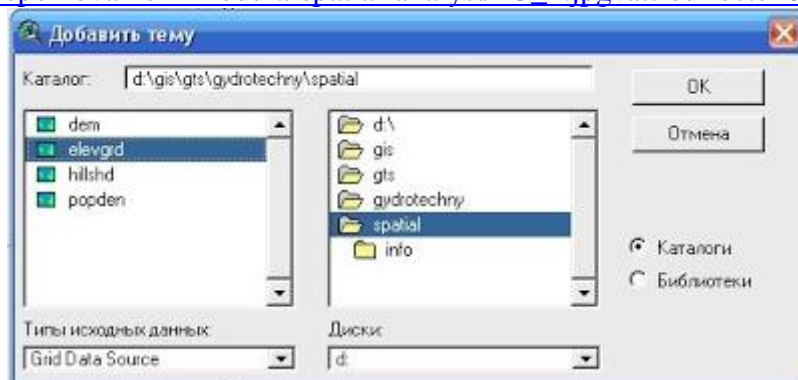 Добавить тему
Каталог: d:\gis\gts\gydrotechny\spatial
OK
Отмена
dem
elevgrd
hillshd
popden
d:\
gis
gts
gydrotechny
spatial
info
Каталоги
Библиотеки
Типы исходных данных:
Grid Data Source
Диски:
d: